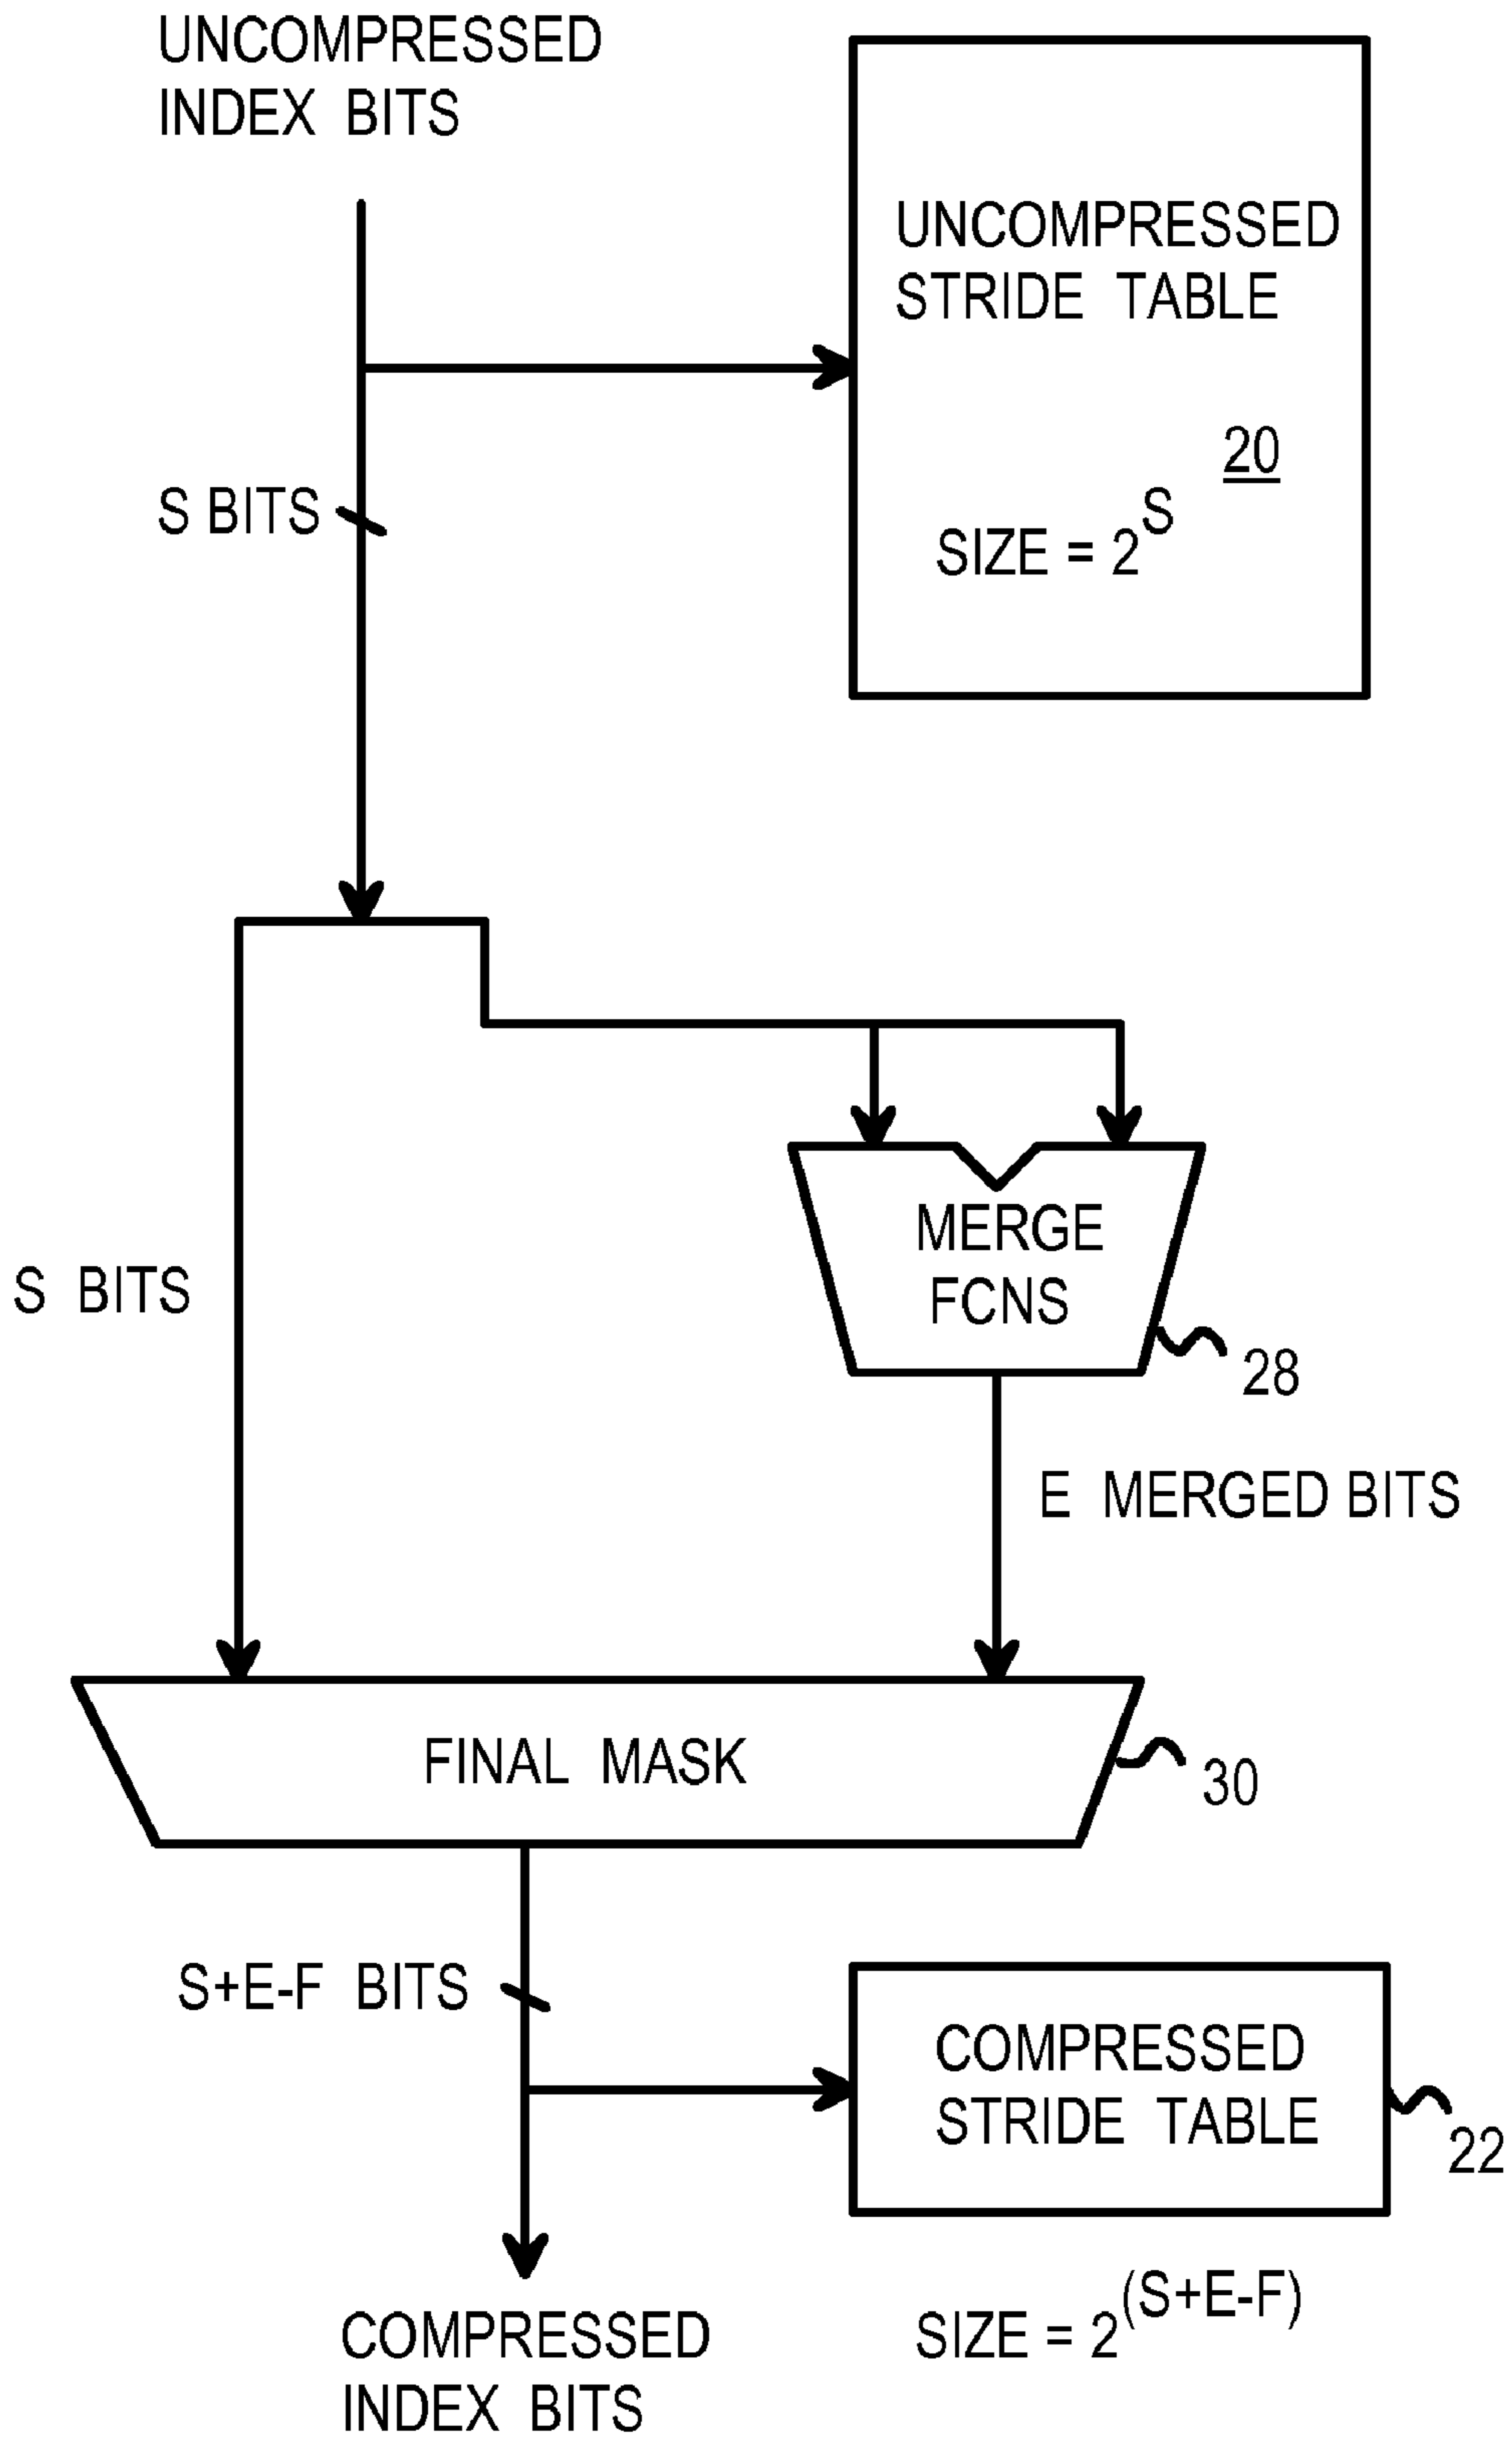 UNCOMPRESSED
INDEX BITS
UNCOMPRESSED
STRIDE TABLE
20
S BITS
SIZE = 2^S
MERGE
FCNS
28
S BITS
E MERGED BITS
FINAL MASK
30
S+E-F BITS
COMPRESSED
STRIDE TABLE
22
SIZE = 2^(S+E-F)
COMPRESSED
INDEX BITS